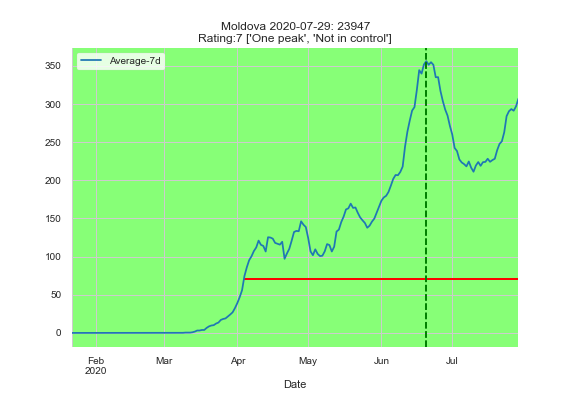 Moldova 2020-07-29: 23947
Rating:7 ['One peak', 'Not in control']
Average-7d
350
300
250
200
150
100
50
0
Feb
2020
Mar
Apr
May
Jun
Jul
Date